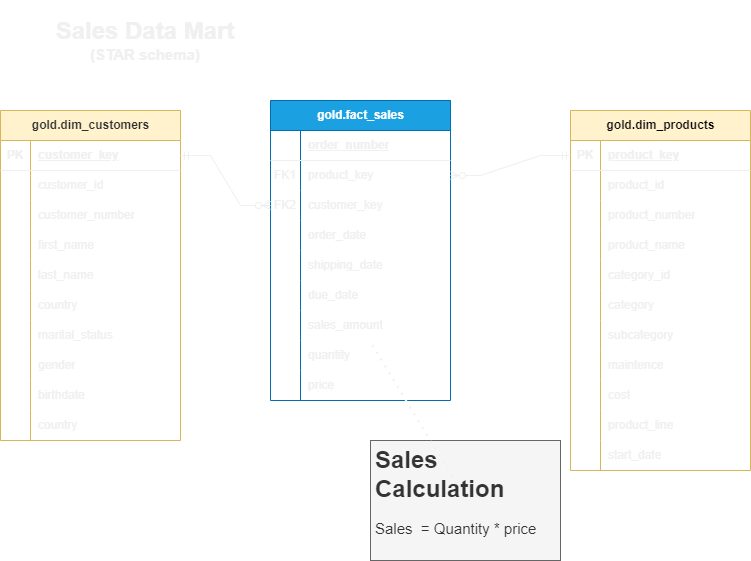 Sales Data Mart
(STAR schema)
gold.dim_customers
PK customer_key
customer_id
customer_number
first_name
last_name
country
marital_status
gender
birthdate
country
gold.fact_sales
order_number
FK1 product_key
FK2 customer_key
order_date
shipping_date
due_date
sales_amount
quantity
price
gold.dim_products
PK product_key
product_id
product_number
product_name
category_id
category
subcategory
maintence
cost
product_line
start_date
Sales
Calculation
Sales = Quantity * price